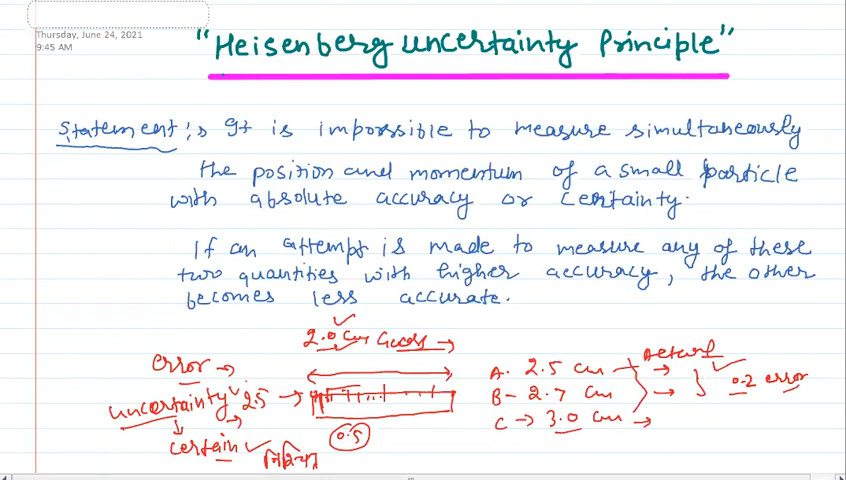 Thursday, June 24, 2021
9:45 AM
"Heisenberg uncertainty Principle"
Statement :→ It is impossible to measure simultaneously
the position and momentum of a small particle
with absolute accuracy or certainty.
If an attempt is made to measure any of these
two quantities with higher accuracy, the other
becomes less accurate.
2.0 cm
error →
uncertainty 25 →
certain
0.5
A. 2.5 cm →
B- 2.7 cm →
C → 3.0 cm →
Actual
0.2 error